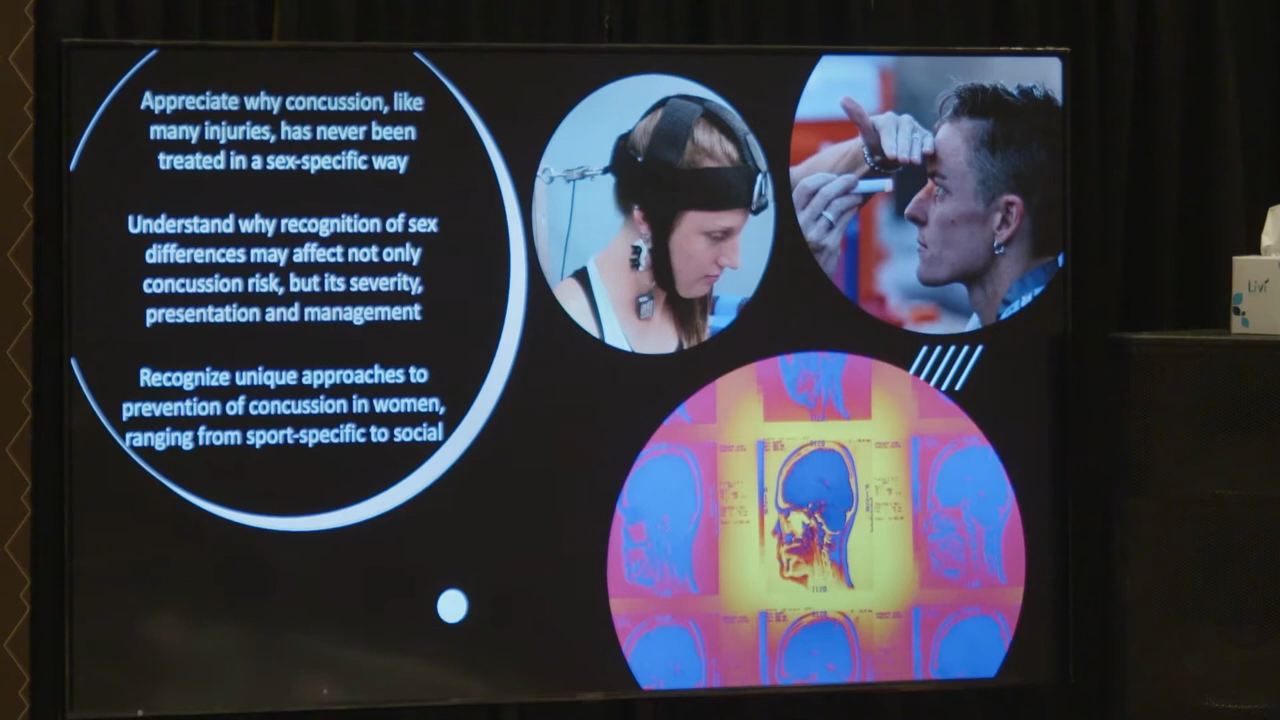 Appreciate why concussion, like
many injuries, has never been
treated in a sex-specific way
Understand why recognition of sex
differences may affect not only
concussion risk, but its severity,
presentation and management
Recognize unique approaches to
prevention of concussion in women,
ranging from sport-specific to social
Livi